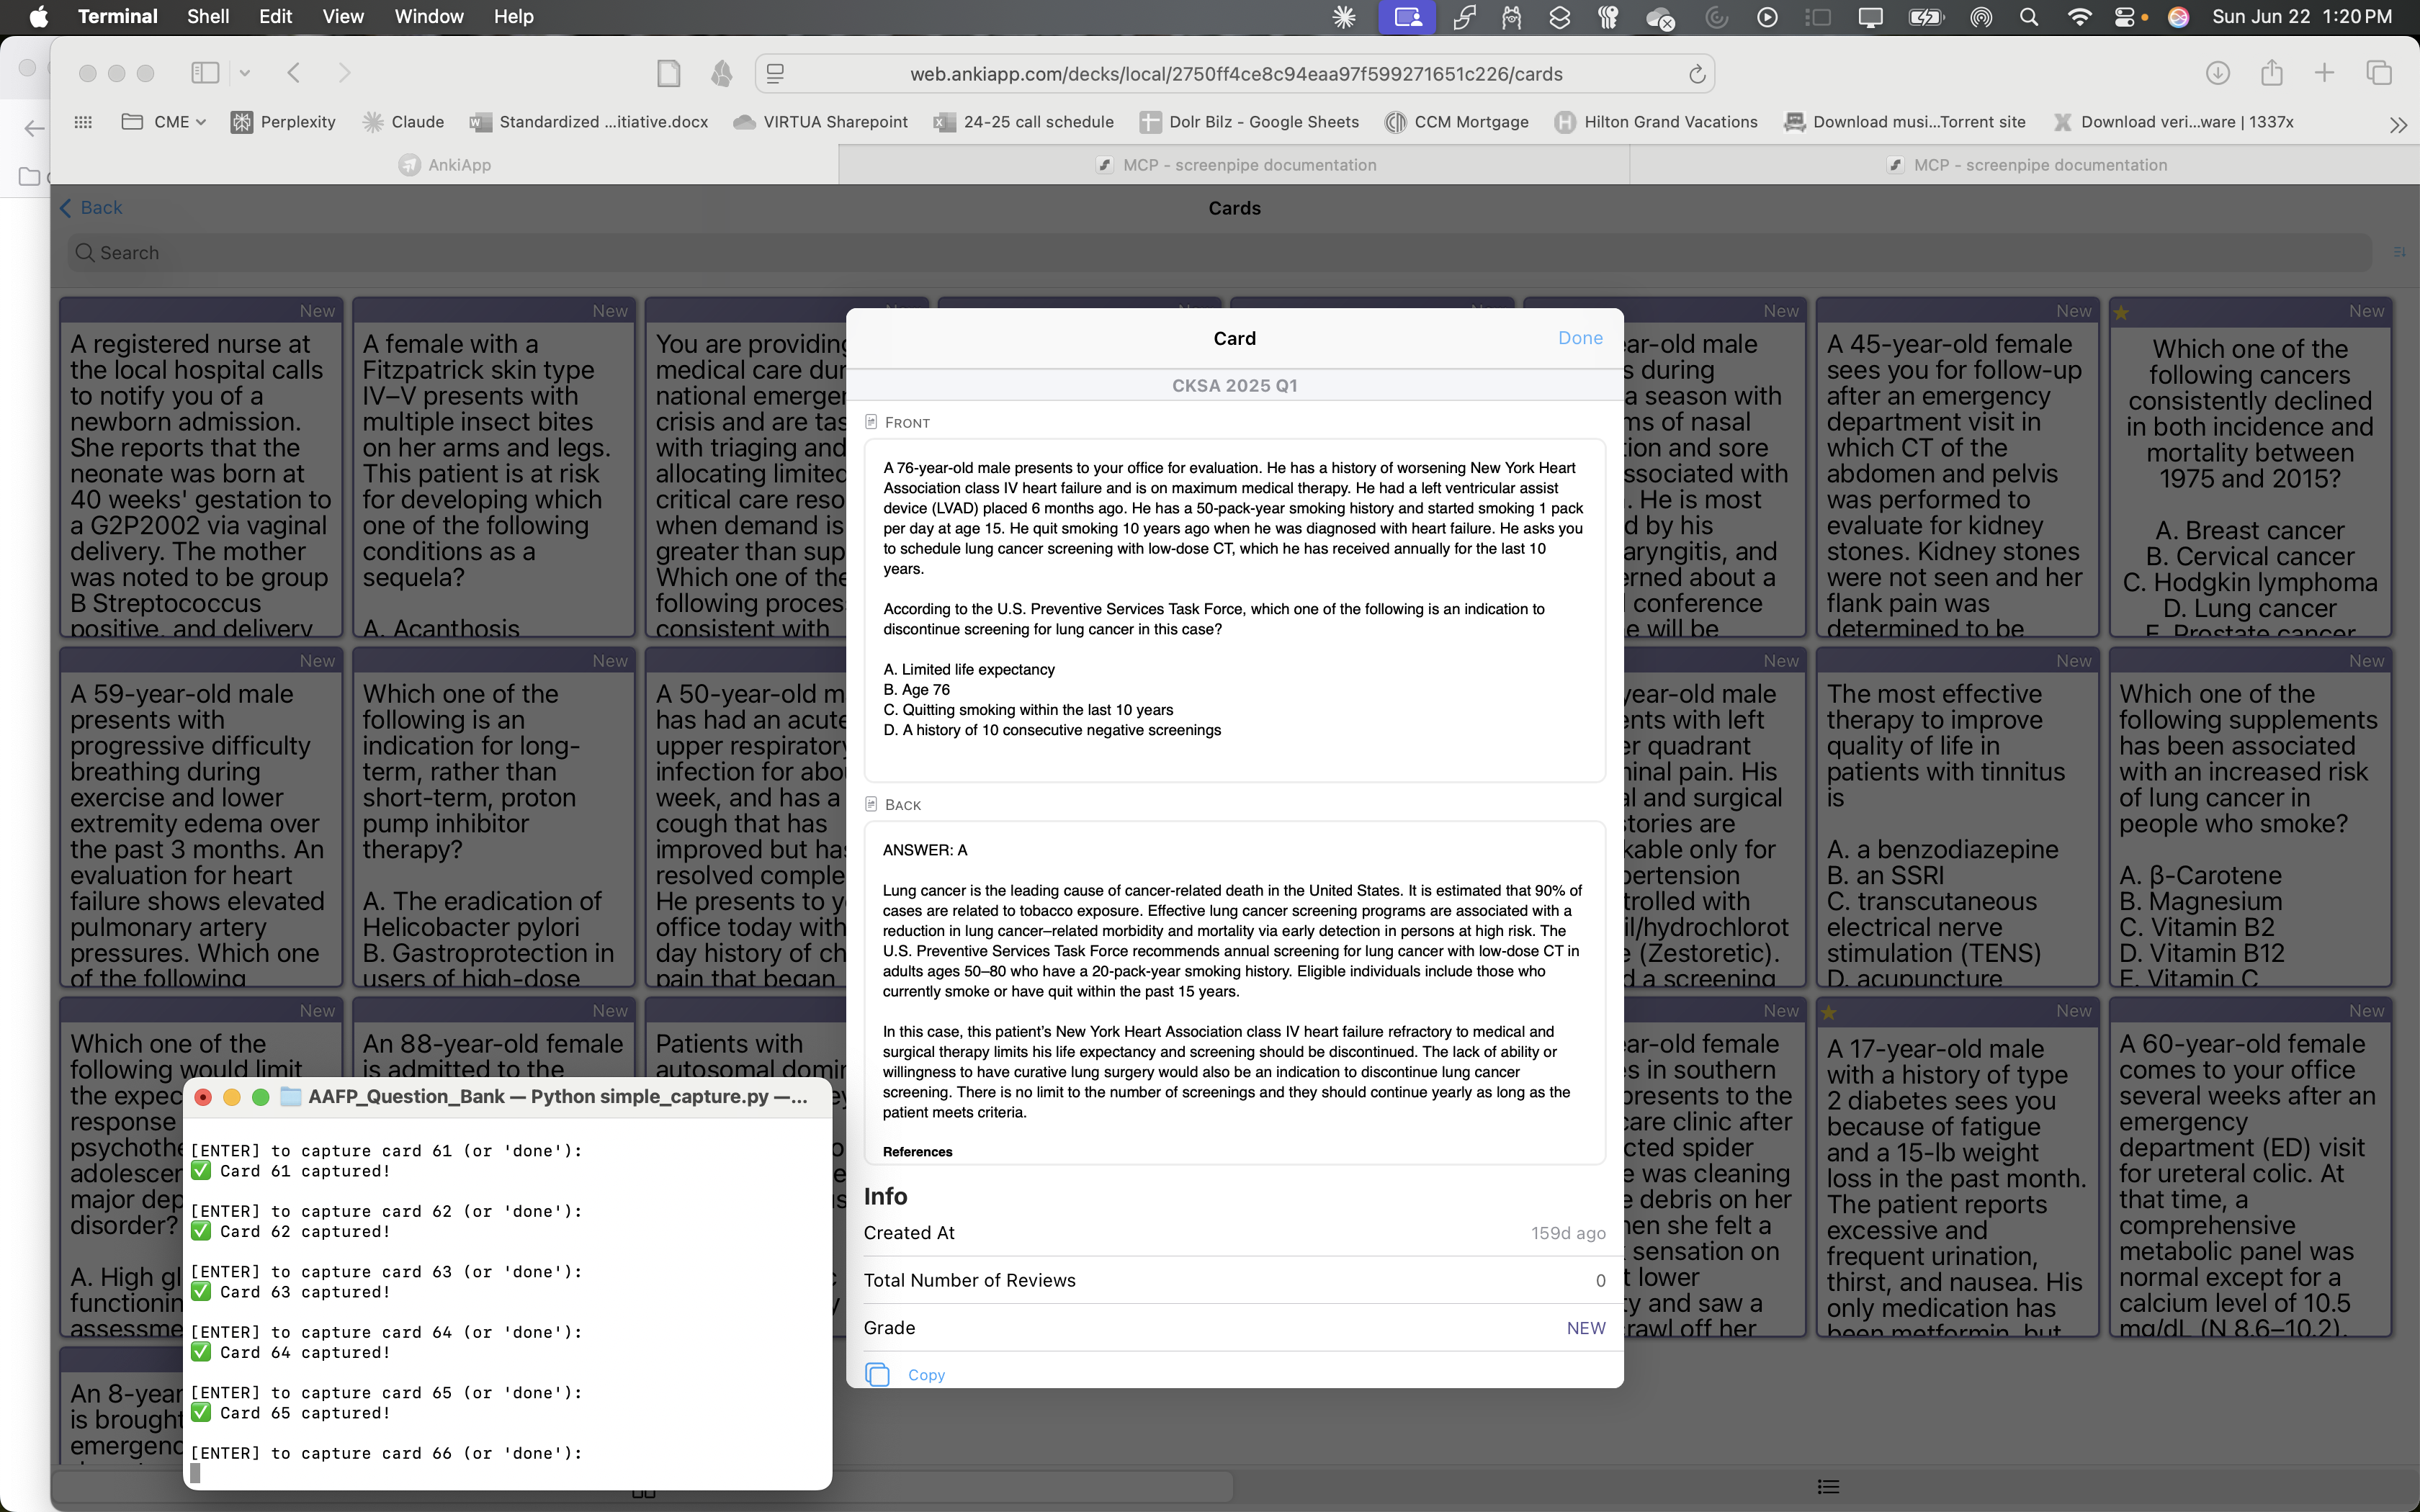 Terminal Shell Edit View Window Help Sun Jun 22 1:20 PM
web.ankiapp.com/decks/local/2750ff4ce8c94eaa97f599271651c226/cards
CME Perplexity Claude Standardized ...itiative.docx VIRTUA Sharepoint 24-25 call schedule Dolr Bilz - Google Sheets CCM Mortgage Hilton Grand Vacations Download musi...Torrent site Download veri...ware | 1337x
AnkiApp MCP - screenpipe documentation MCP - screenpipe documentation
Back Cards
Search
New
A registered nurse at
the local hospital calls
to notify you of a
newborn admission.
She reports that the
neonate was born at
40 weeks' gestation to
a G2P2002 via vaginal
delivery. The mother
was noted to be group
B Streptococcus
positive, and delivery
New
A female with a
Fitzpatrick skin type
IV–V presents with
multiple insect bites
on her arms and legs.
This patient is at risk
for developing which
one of the following
conditions as a
sequela?
A. Acanthosis
You are providing
medical care dur
national emerger
crisis and are tas
with triaging and
allocating limited
critical care reso
when demand is
greater than sup
Which one of the
following proces
consistent with
New
ar-old male
s during
a season with
ms of nasal
ion and sore
ssociated with
. He is most
d by his
aryngitis, and
rned about a
conference
e will be
New
A 45-year-old female
sees you for follow-up
after an emergency
department visit in
which CT of the
abdomen and pelvis
was performed to
evaluate for kidney
stones. Kidney stones
were not seen and her
flank pain was
determined to be
New
Which one of the
following cancers
consistently declined
in both incidence and
mortality between
1975 and 2015?
A. Breast cancer
B. Cervical cancer
C. Hodgkin lymphoma
D. Lung cancer
E. Prostate cancer
New
A 59-year-old male
presents with
progressive difficulty
breathing during
exercise and lower
extremity edema over
the past 3 months. An
evaluation for heart
failure shows elevated
pulmonary artery
pressures. Which one
of the following
New
Which one of the
following is an
indication for long-
term, rather than
short-term, proton
pump inhibitor
therapy?
A. The eradication of
Helicobacter pylori
B. Gastroprotection in
users of high-dose
A 50-year-old m
has had an acute
upper respiratory
infection for abo
week, and has a
cough that has
improved but ha
resolved comple
He presents to y
office today with
day history of ch
pain that began
New
year-old male
nts with left
er quadrant
inal pain. His
al and surgical
tories are
kable only for
pertension
trolled with
il/hydrochlorot
e (Zestoretic).
d a screening
New
The most effective
therapy to improve
quality of life in
patients with tinnitus
is
A. a benzodiazepine
B. an SSRI
C. transcutaneous
electrical nerve
stimulation (TENS)
D. acupuncture
New
Which one of the
following supplements
has been associated
with an increased risk
of lung cancer in
people who smoke?
A. β-Carotene
B. Magnesium
C. Vitamin B2
D. Vitamin B12
E. Vitamin C
New
Which one of the
following would limit
the expec
response
psychothe
adolescen
major dep
disorder?
A. High gl
functionin
assessme
New
An 88-year-old female
is admitted to the
Patients with
autosomal domin
New
ar-old female
s in southern
presents to the
care clinic after
cted spider
e was cleaning
e debris on her
hen she felt a
sensation on
t lower
ty and saw a
rawl off her
New
A 17-year-old male
with a history of type
2 diabetes sees you
because of fatigue
and a 15-lb weight
loss in the past month.
The patient reports
excessive and
frequent urination,
thirst, and nausea. His
only medication has
been metformin, but
New
A 60-year-old female
comes to your office
several weeks after an
emergency
department (ED) visit
for ureteral colic. At
that time, a
comprehensive
metabolic panel was
normal except for a
calcium level of 10.5
mg/dL (N 8.6–10.2).
An 8-year
is brought
emergenc
Card Done
CKSA 2025 Q1
FRONT
A 76-year-old male presents to your office for evaluation. He has a history of worsening New York Heart
Association class IV heart failure and is on maximum medical therapy. He had a left ventricular assist
device (LVAD) placed 6 months ago. He has a 50-pack-year smoking history and started smoking 1 pack
per day at age 15. He quit smoking 10 years ago when he was diagnosed with heart failure. He asks you
to schedule lung cancer screening with low-dose CT, which he has received annually for the last 10
years.
According to the U.S. Preventive Services Task Force, which one of the following is an indication to
discontinue screening for lung cancer in this case?
A. Limited life expectancy
B. Age 76
C. Quitting smoking within the last 10 years
D. A history of 10 consecutive negative screenings
BACK
ANSWER: A
Lung cancer is the leading cause of cancer-related death in the United States. It is estimated that 90% of
cases are related to tobacco exposure. Effective lung cancer screening programs are associated with a
reduction in lung cancer–related morbidity and mortality via early detection in persons at high risk. The
U.S. Preventive Services Task Force recommends annual screening for lung cancer with low-dose CT in
adults ages 50–80 who have a 20-pack-year smoking history. Eligible individuals include those who
currently smoke or have quit within the past 15 years.
In this case, this patient's New York Heart Association class IV heart failure refractory to medical and
surgical therapy limits his life expectancy and screening should be discontinued. The lack of ability or
willingness to have curative lung surgery would also be an indication to discontinue lung cancer
screening. There is no limit to the number of screenings and they should continue yearly as long as the
patient meets criteria.
References
Info
Created At 159d ago
Total Number of Reviews 0
Grade NEW
Copy
AAFP_Question_Bank — Python simple_capture.py —...
[ENTER] to capture card 61 (or 'done'):
✅ Card 61 captured!
[ENTER] to capture card 62 (or 'done'):
✅ Card 62 captured!
[ENTER] to capture card 63 (or 'done'):
✅ Card 63 captured!
[ENTER] to capture card 64 (or 'done'):
✅ Card 64 captured!
[ENTER] to capture card 65 (or 'done'):
✅ Card 65 captured!
[ENTER] to capture card 66 (or 'done'):